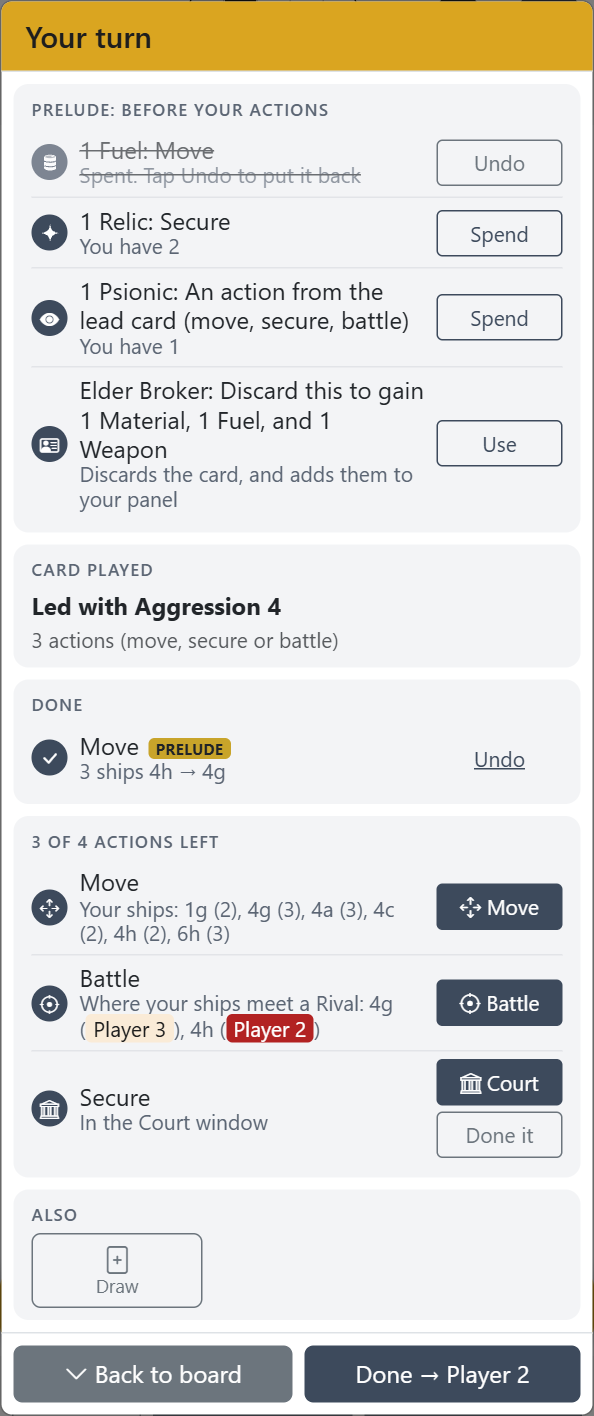 Your turn
PRELUDE: BEFORE YOUR ACTIONS
1 Fuel: Move
Spent. Tap Undo to put it back
Undo
1 Relic: Secure
You have 2
Spend
1 Psionic: An action from the
lead card (move, secure, battle)
You have 1
Spend
Elder Broker: Discard this to gain
1 Material, 1 Fuel, and 1
Weapon
Discards the card, and adds them to
your panel
Use
CARD PLAYED
Led with Aggression 4
3 actions (move, secure or battle)
DONE
Move PRELUDE
3 ships 4h → 4g
Undo
3 OF 4 ACTIONS LEFT
Move
Your ships: 1g (2), 4g (3), 4a (3), 4c
(2), 4h (2), 6h (3)
Move
Battle
Where your ships meet a Rival: 4g
(Player 3), 4h (Player 2)
Battle
Secure
In the Court window
Court
Done it
ALSO
Draw
Back to board
Done → Player 2